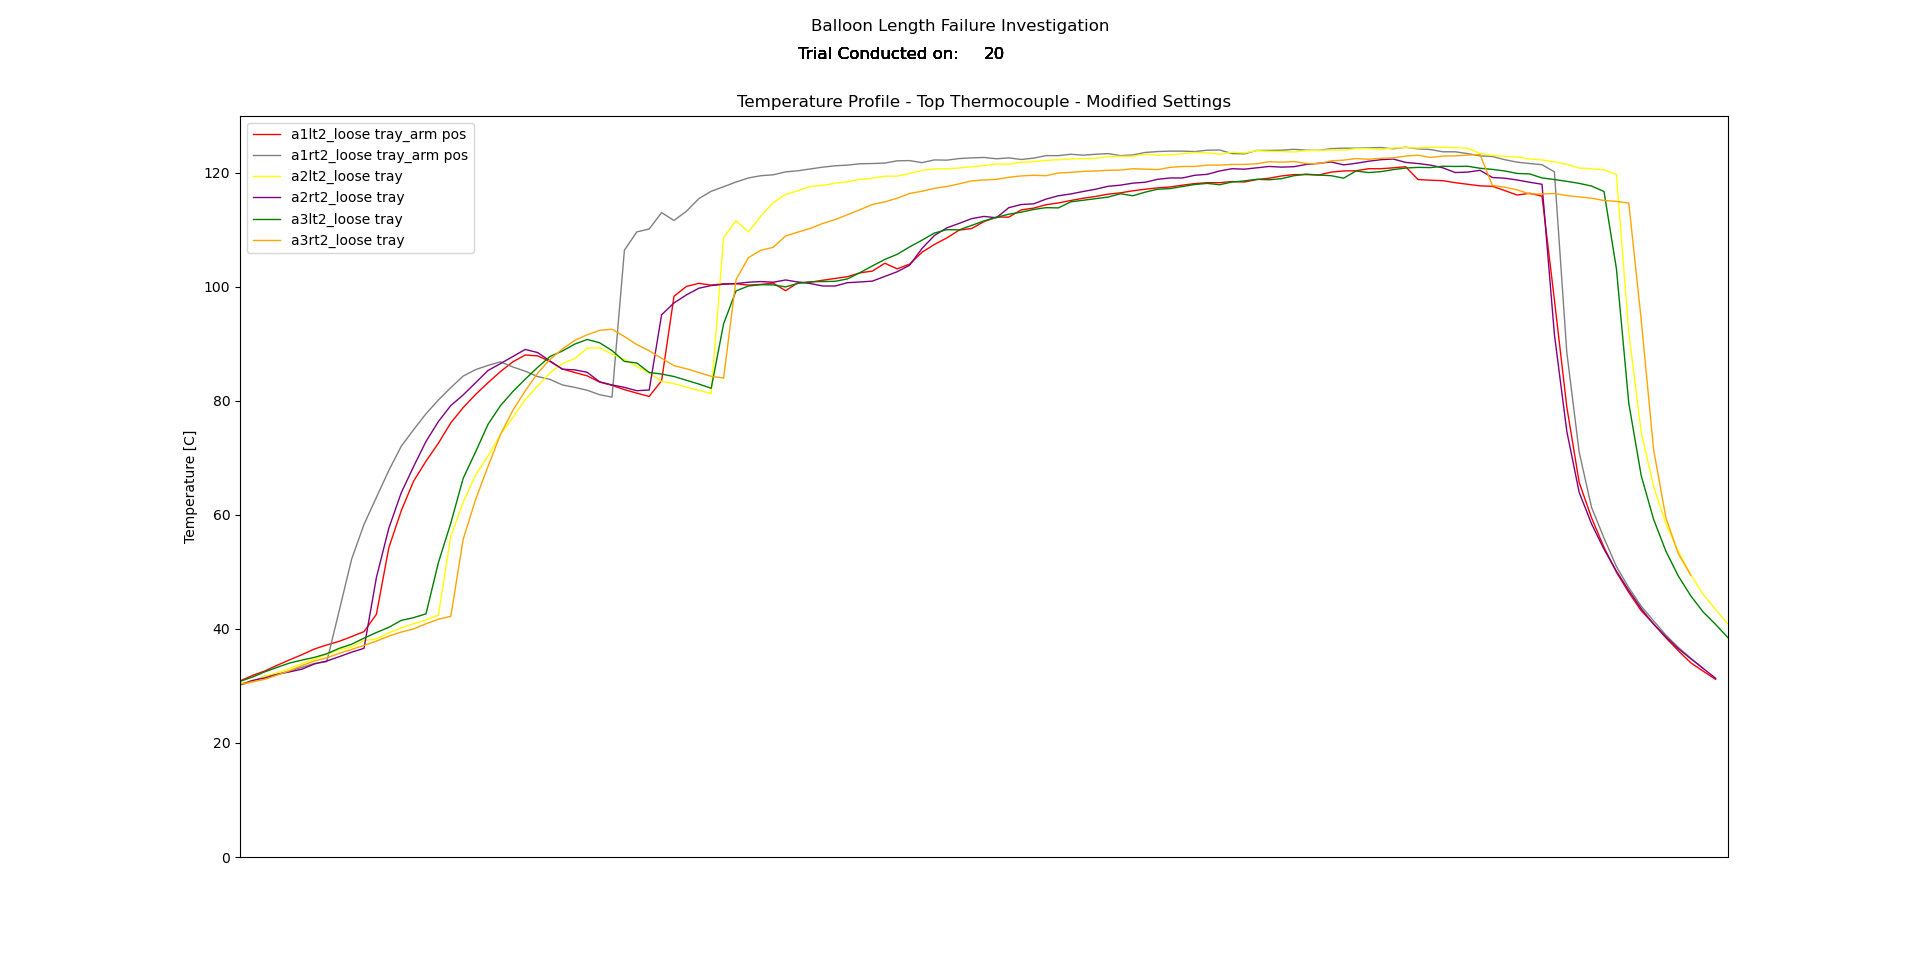 Balloon Length Failure Investigation
Trial Conducted on: 20
Temperature Profile - Top Thermocouple - Modified Settings
a1lt2_loose tray_arm pos
a1rt2_loose tray_arm pos
a2lt2_loose tray
a2rt2_loose tray
a3lt2_loose tray
a3rt2_loose tray
120
100
80
60
40
20
0
Temperature [C]